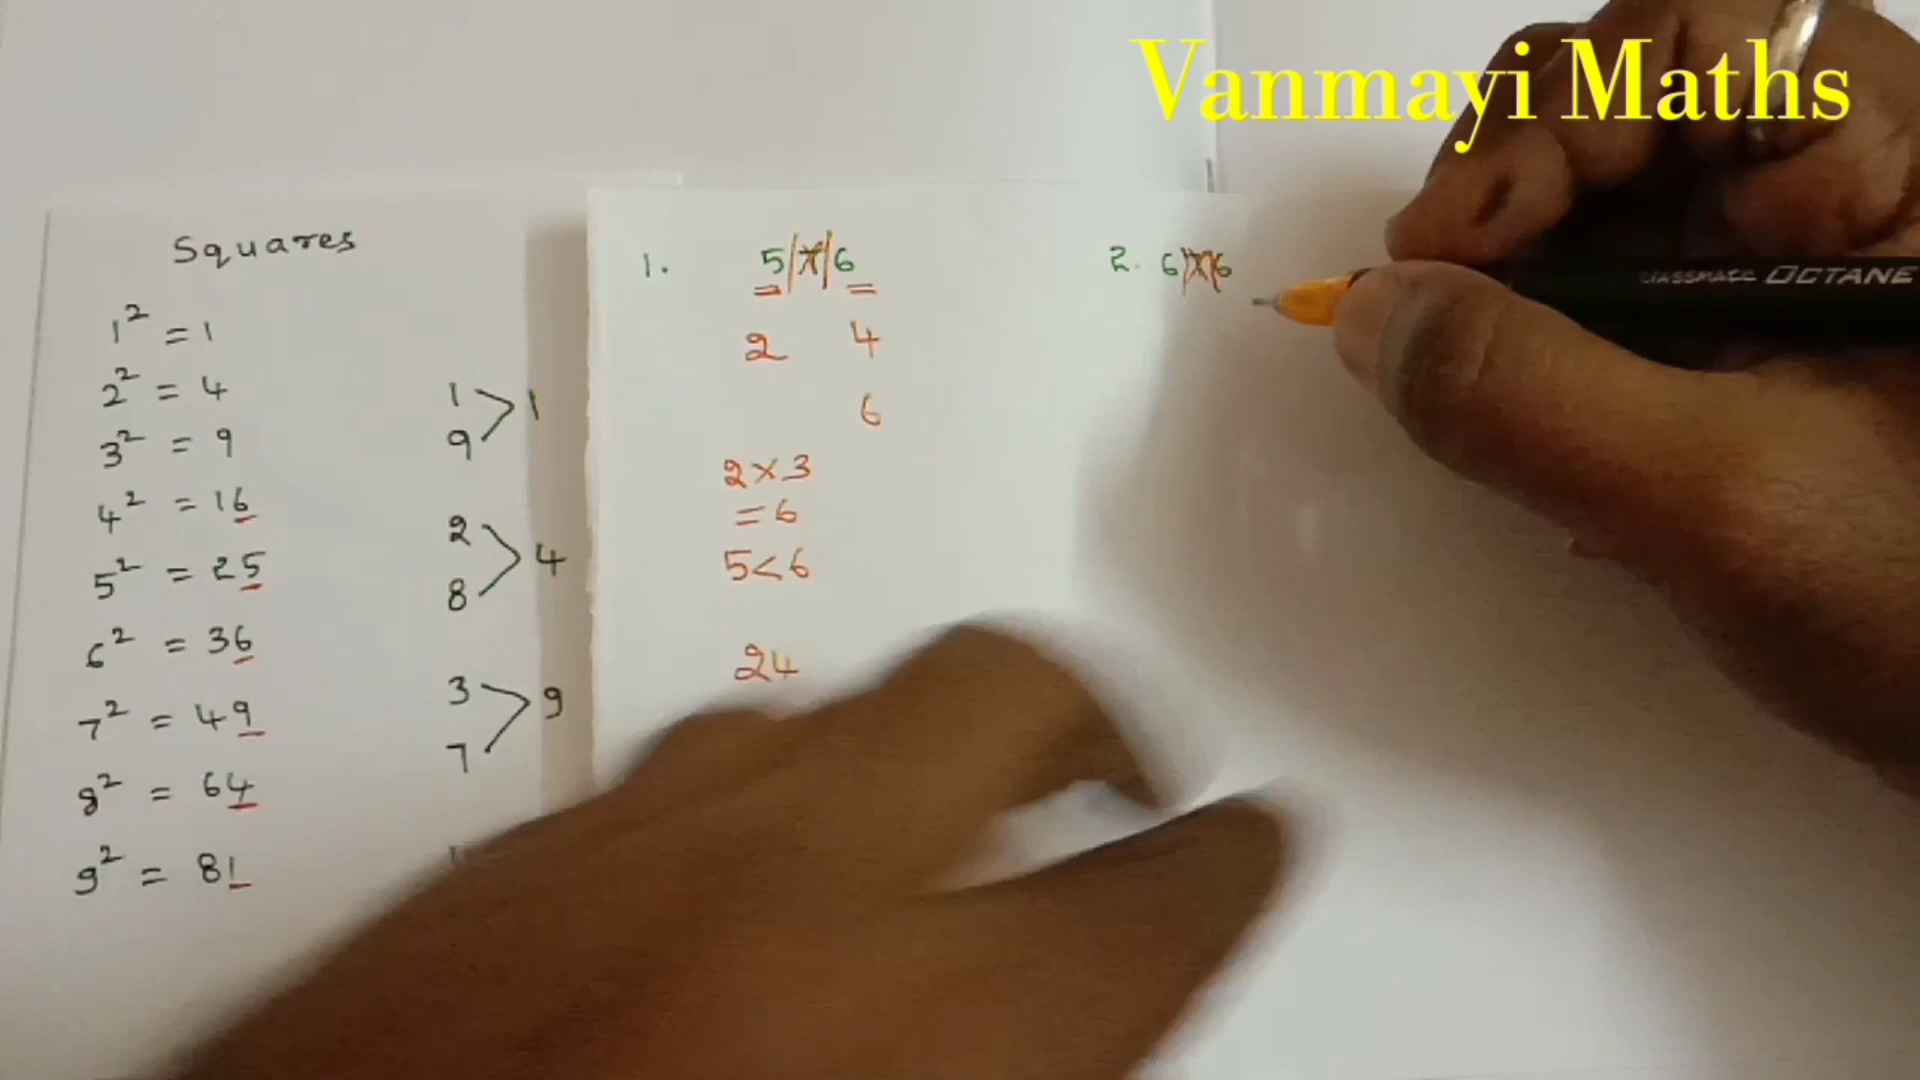 Vanmayi Maths
Squares
1² = 1
2² = 4
3² = 9
4² = 16
5² = 25
6² = 36
7² = 49
8² = 64
9² = 81
1
9
1
2
8
4
3
7
9
1. 5/7/6
2 4
6
2×3
=6
5<6
24
2. 6 6
CLASSMATE OCTANE